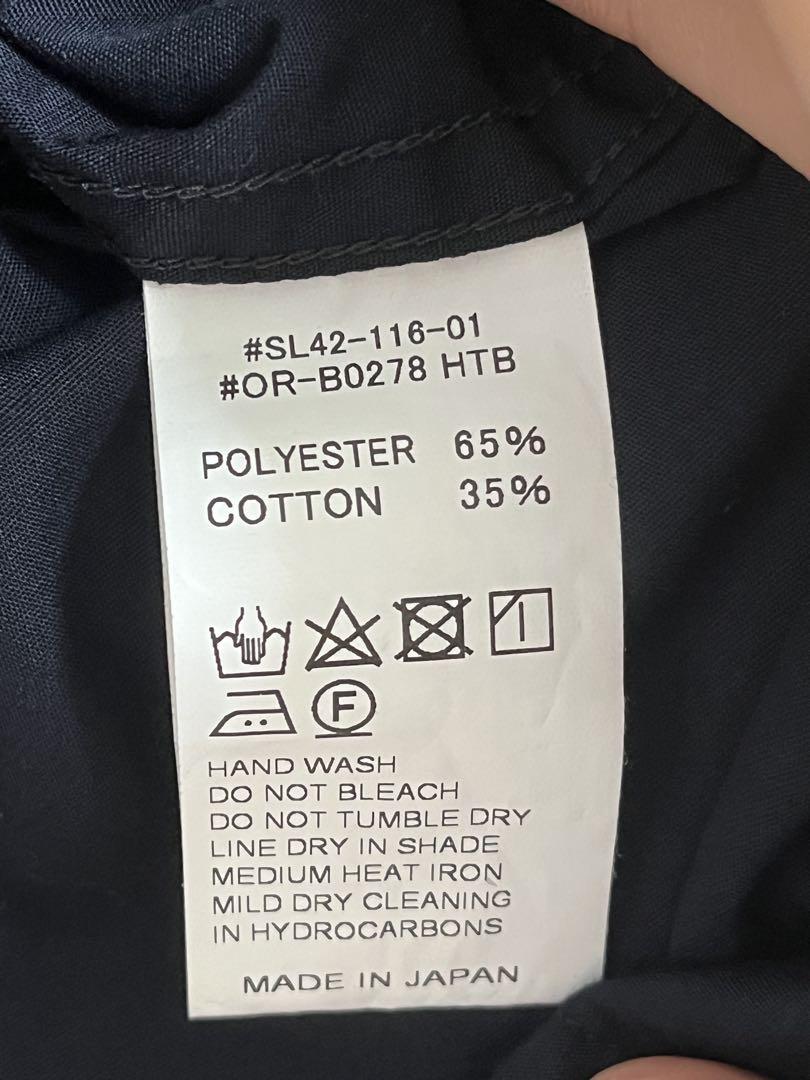 #SL42-116-01
#OR-B0278 HTB
POLYESTER 65%
COTTON 35%
F
HAND WASH
DO NOT BLEACH
DO NOT TUMBLE DRY
LINE DRY IN SHADE
MEDIUM HEAT IRON
MILD DRY CLEANING
IN HYDROCARBONS
MADE IN JAPAN